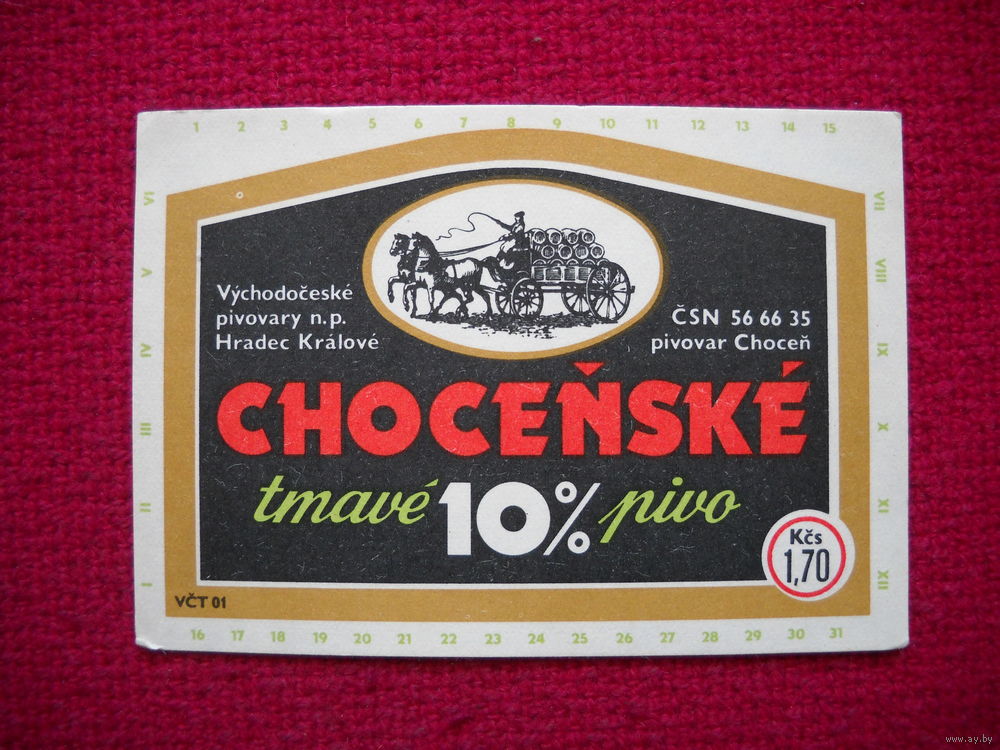 1 2 3 4 5 6 7 8 9 10 11 12 13 14 15
VI V IV III II I
VII VIII IX X XI XII
Východočeské
pivovary n.p.
Hradec Králové
ČSN 56 66 35
pivovar Choceň
CHOCEŇSKÉ
tmavé 10% pivo
Kčs
1,70
VČT 01
16 17 18 19 20 21 22 23 24 25 26 27 28 29 30 31
www.ay.by